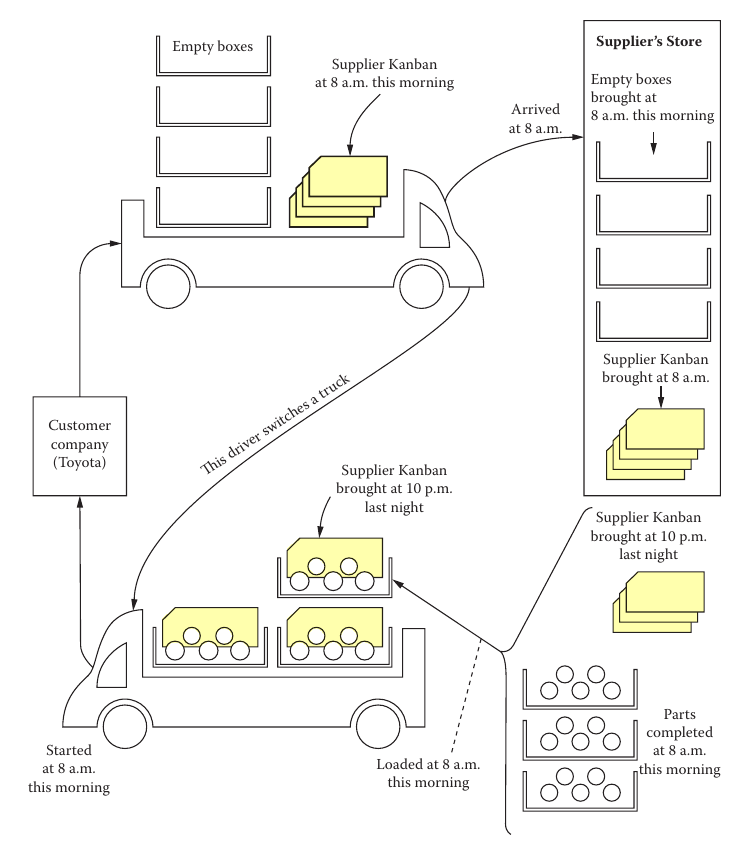 Empty boxes
Supplier Kanban
at 8 a.m. this morning
Arrived
at 8 a.m.
Supplier's Store
Empty boxes
brought at
8 a.m. this morning
Supplier Kanban
brought at 8 a.m.
Customer
company
(Toyota)
This driver switches a truck
Supplier Kanban
brought at 10 p.m.
last night
Supplier Kanban
brought at 10 p.m.
last night
Parts
completed
at 8 a.m.
this morning
Started
at 8 a.m.
this morning
Loaded at 8 a.m.
this morning